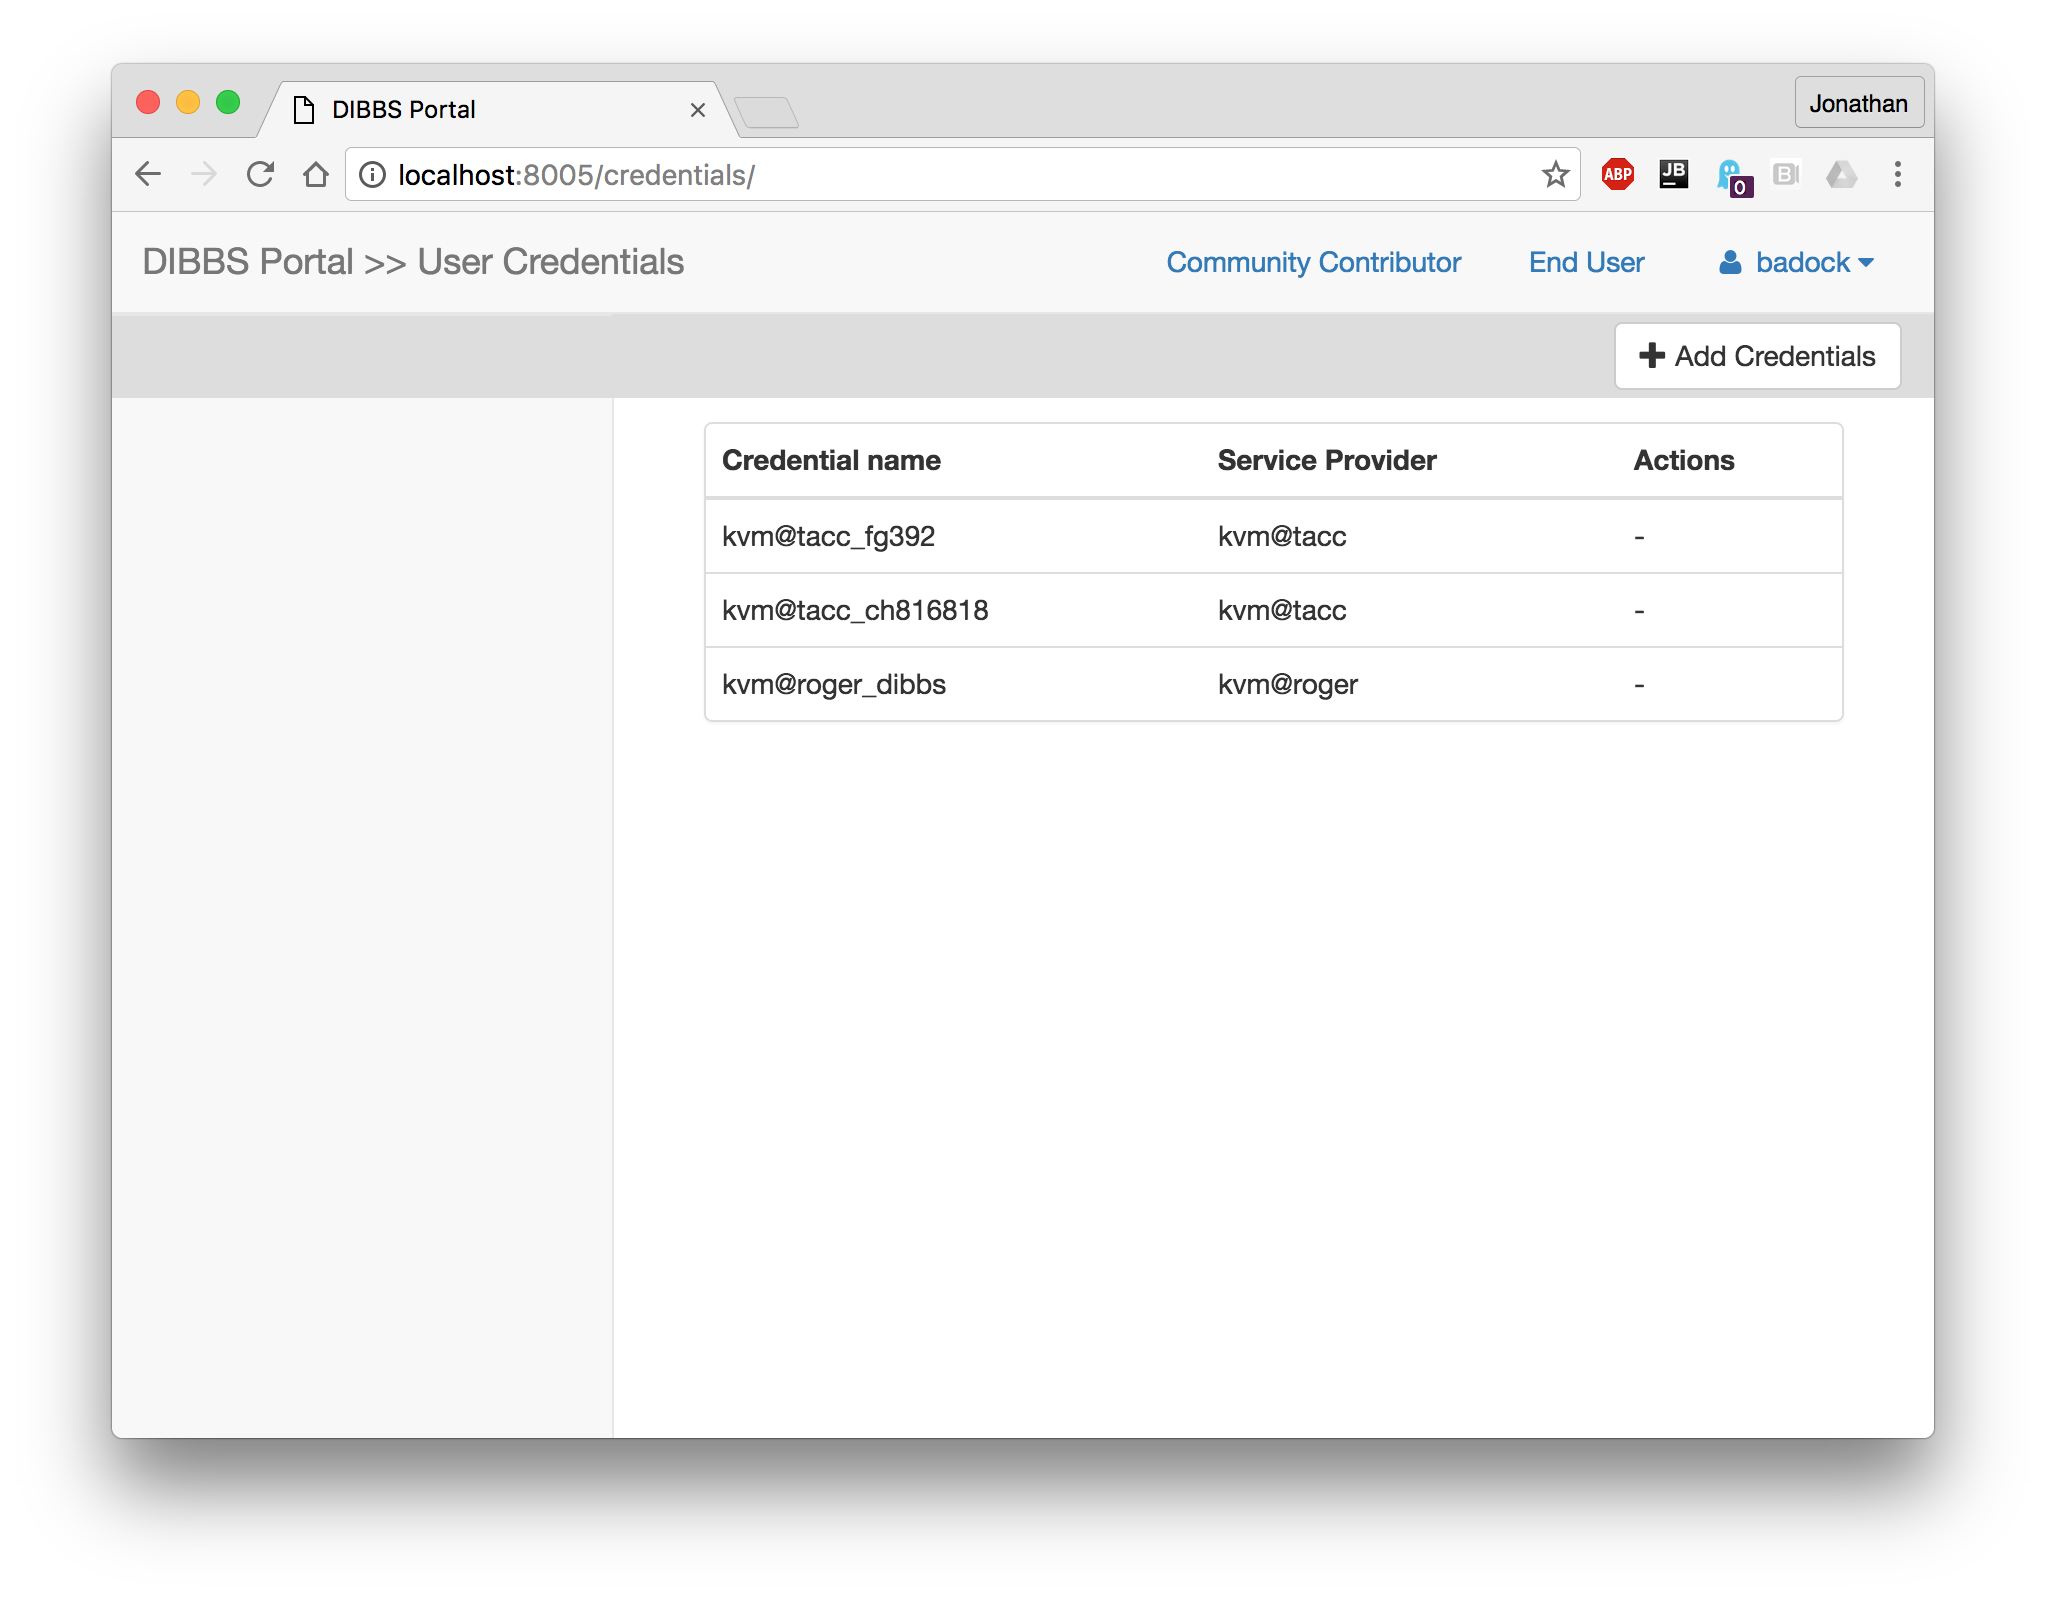 DIBBS Portal
Jonathan
localhost:8005/credentials/
ABP
JB
0
B
DIBBS Portal >> User Credentials
Community Contributor
End User
badock
Add Credentials
Credential name Service Provider Actions
kvm@tacc_fg392 kvm@tacc -
kvm@tacc_ch816818 kvm@tacc -
kvm@roger_dibbs kvm@roger -